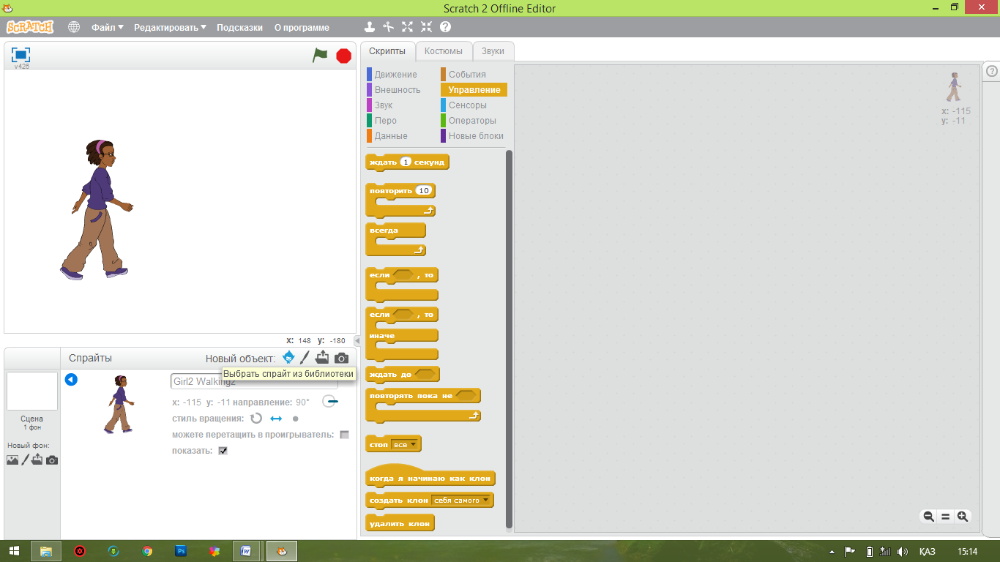 Scratch 2 Offline Editor
SCRATCH Файл Редактировать Подсказки О программе
v426
Скрипты Костюмы Звуки
Движение События
Внешность Управление
Звук Сенсоры
Перо Операторы
Данные Новые блоки
x: -115
y: -11
ждать 1 секунд
повторить 10
всегда
если , то
если , то
иначе
ждать до
повторять пока не
стоп все
когда я начинаю как клон
создать клон себя самого
удалить клон
x: 148 y: -180
Спрайты Новый объект:
Выбрать спрайт из библиотеки
Girl2 Walking2
x: -115 y: -11 направление: 90°
стиль вращения:
можете перетащить в проигрыватель:
показать:
Сцена
1 фон
Новый фон:
Ps
W
ҚАЗ
15:14